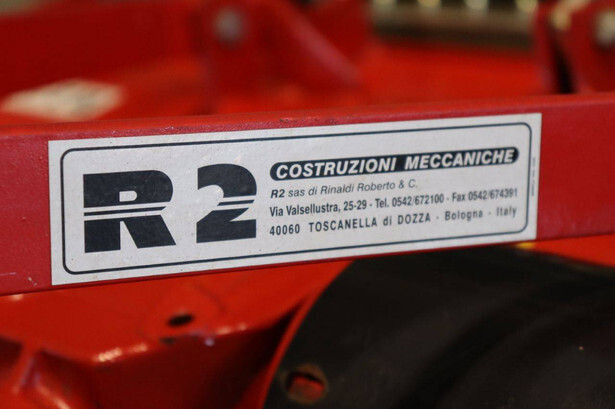 R2
COSTRUZIONI MECCANICHE
R2 sas di Rinaldi Roberto & C.
Via Valsellustra, 25-29 - Tel. 0542/672100 - Fax 0542/674391
40060 TOSCANELLA di DOZZA - Bologna - Italy